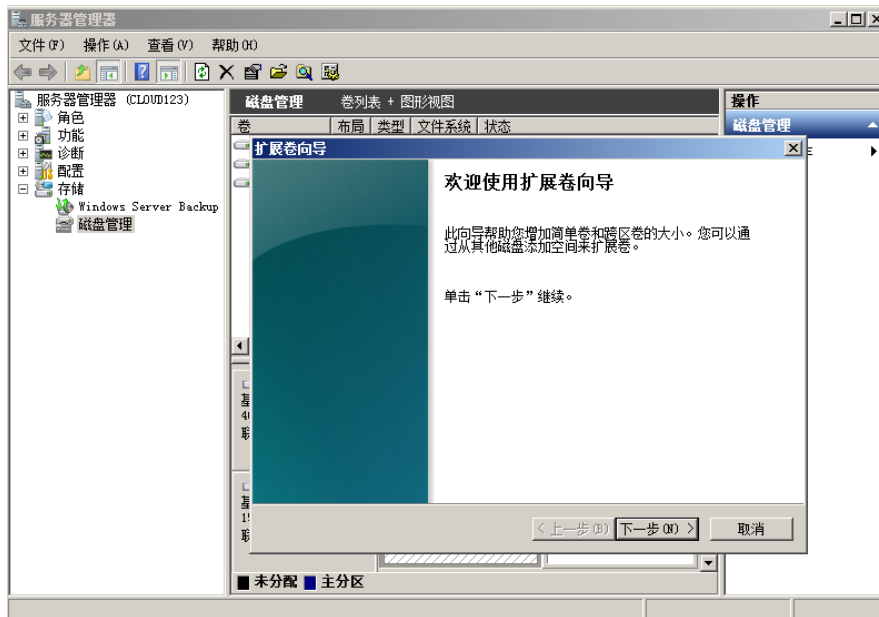 服务器管理器
文件(F) 操作(A) 查看(V) 帮助(H)
服务器管理器 (CLOUD123)
角色
功能
诊断
配置
存储
Windows Server Backup
磁盘管理
磁盘管理 卷列表 + 图形视图
卷 布局 类型 文件系统 状态
扩展卷向导
欢迎使用扩展卷向导
此向导帮助您增加简单卷和跨区卷的大小。您可以通
过从其他磁盘添加空间来扩展卷。
单击“下一步”继续。
<上一步(B) 下一步(N) > 取消
未分配 主分区
操作
磁盘管理